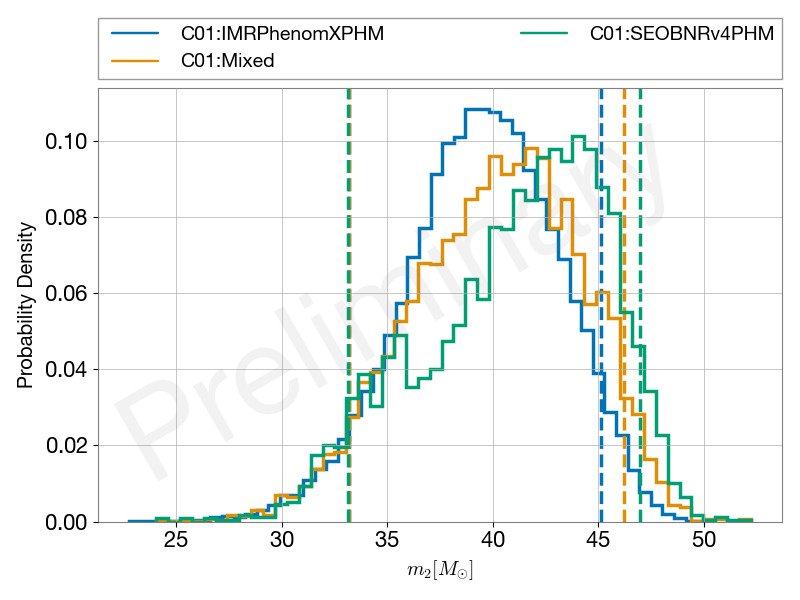 C01:IMRPhenomXPHM
C01:Mixed
C01:SEOBNRv4PHM
Preliminary
Probability Density
0.10
0.08
0.06
0.04
0.02
0.00
25 30 35 40 45 50
m₂[M☉]